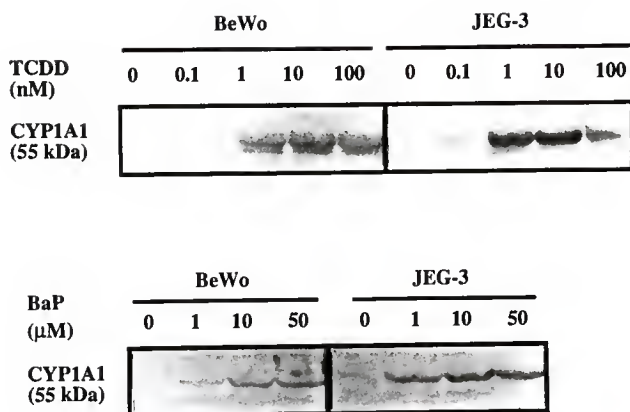 BeWo JEG-3
TCDD 0 0.1 1 10 100 0 0.1 1 10 100
(nM)
CYP1A1
(55 kDa)
BeWo JEG-3
BaP
0 1 10 50 0 1 10 50
(μM)
CYP1A1
(55 kDa)